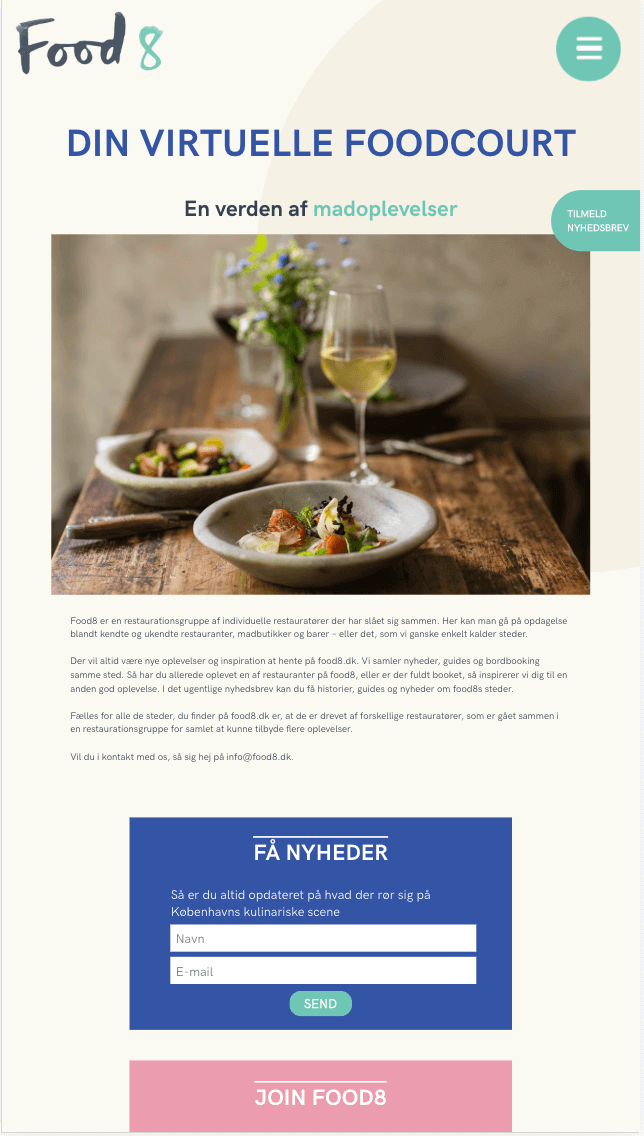 Food 8
DIN VIRTUELLE FOODCOURT
En verden af madoplevelser
TILMELD
NYHEDSBREV
Food8 er en restaurationsgruppe af individuelle restauratører der har slået sig sammen. Her kan man gå på opdagelse
blandt kendte og ukendte restauranter, madbutikker og barer – eller det, som vi ganske enkelt kalder steder.
Der vil altid være nye oplevelser og inspiration at hente på food8.dk. Vi samler nyheder, guides og bordbooking
samme sted. Så har du allerede oplevet en af restauranter på food8, eller er der fuldt booket, så inspirerer vi dig til en
anden god oplevelse. I det ugentlige nyhedsbrev kan du få historier, guides og nyheder om food8s steder.
Fælles for alle de steder, du finder på food8.dk er, at de er drevet af forskellige restauratører, som er gået sammen i
en restaurationsgruppe for samlet at kunne tilbyde flere oplevelser.
Vil du i kontakt med os, så sig hej på info@food8.dk.
FÅ NYHEDER
Så er du altid opdateret på hvad der rør sig på
Københavns kulinariske scene
Navn
E-mail
SEND
JOIN FOOD8